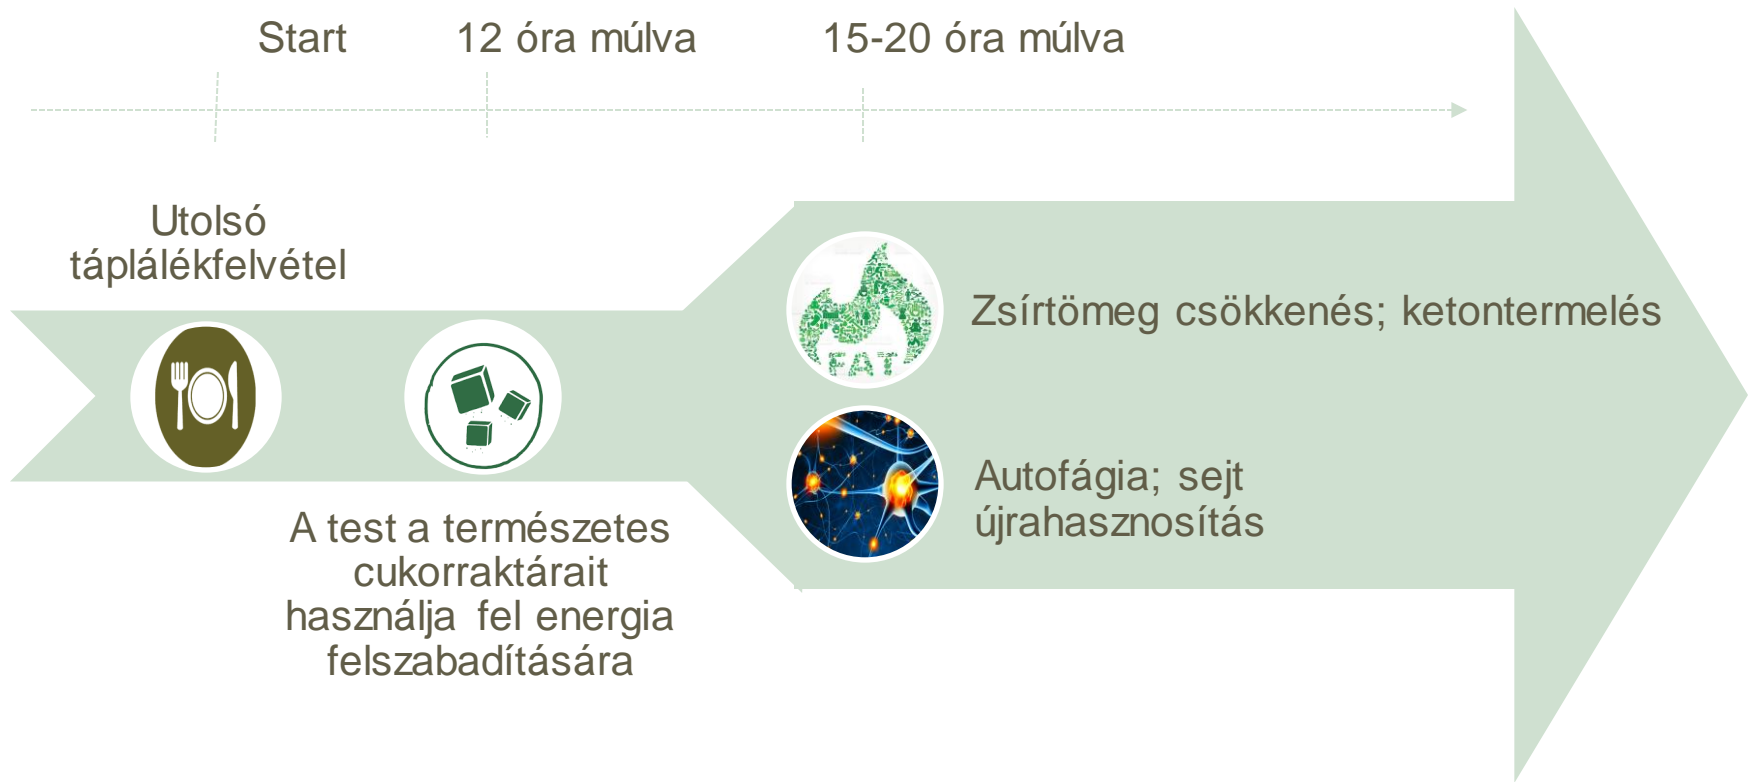 Start
12 óra múlva
15-20 óra múlva
Utolsó
táplálékfelvétel
FAT
Zsírtömeg csökkenés; ketontermelés
Autofágia; sejt
újrahasznosítás
A test a természetes
cukorraktárait
használja fel energia
felszabadítására